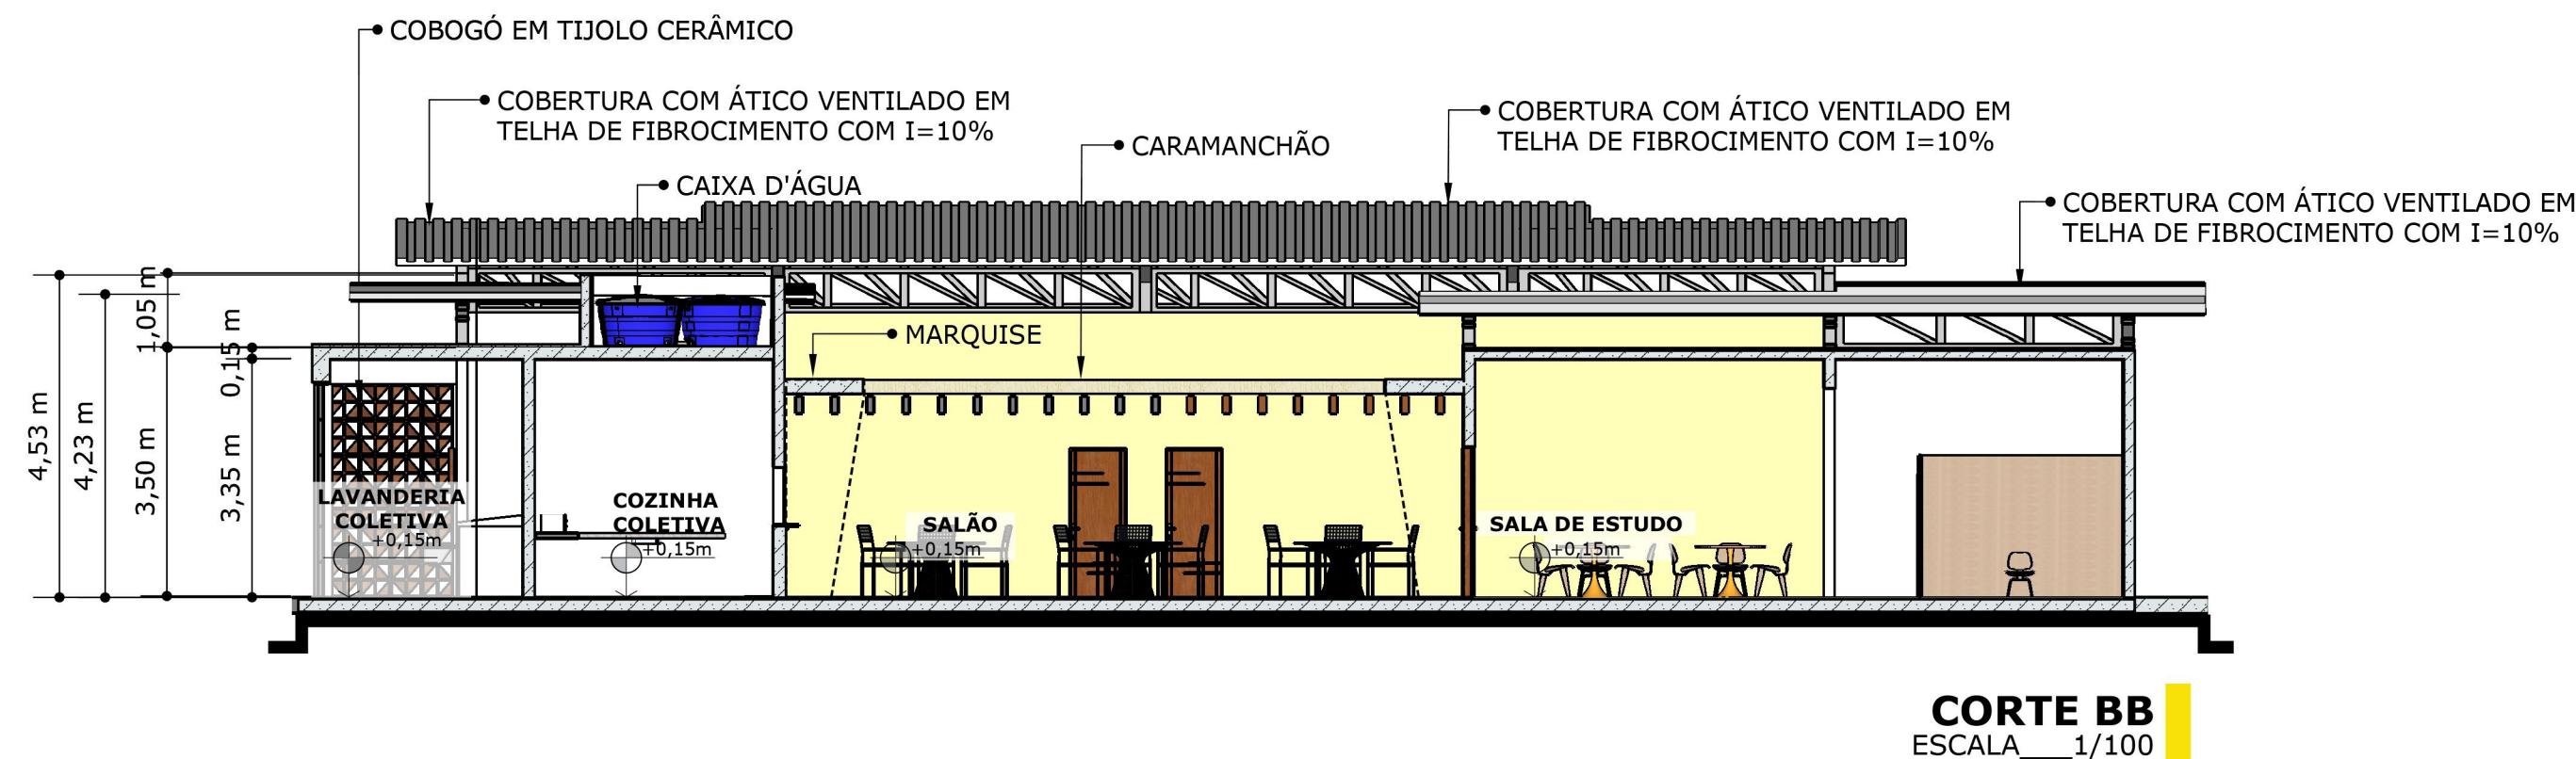 COBOGÓ EM TIJOLO CERÂMICO
COBERTURA COM ÁTICO VENTILADO EM
TELHA DE FIBROCIMENTO COM I=10%
CAIXA D'ÁGUA
CARAMANCHÃO
COBERTURA COM ÁTICO VENTILADO EM
TELHA DE FIBROCIMENTO COM I=10%
COBERTURA COM ÁTICO VENTILADO EM
TELHA DE FIBROCIMENTO COM I=10%
MARQUISE
4,53 m
4,23 m
1,05 m
3,50 m
0,15 m
3,35 m
LAVANDERIA
COLETIVA
+0,15m
COZINHA
COLETIVA
+0,15m
SALÃO
+0,15m
SALA DE ESTUDO
+0,15m
CORTE BB
ESCALA___1/100